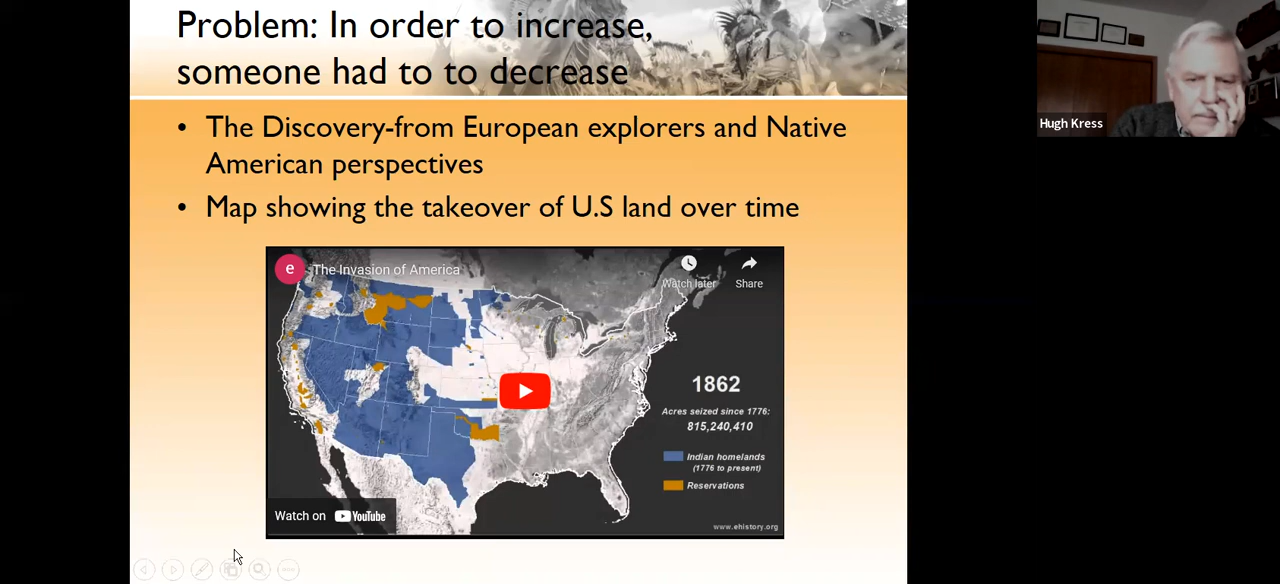 Problem: In order to increase,
someone had to to decrease
• The Discovery-from European explorers and Native
American perspectives
• Map showing the takeover of U.S land over time
e
The Invasion of America
Watch later
Share
1862
Acres seized since 1776:
815,240,410
Indian homelands
(1776 to present)
Reservations
Watch on YouTube
www.ehistory.org
Hugh Kress